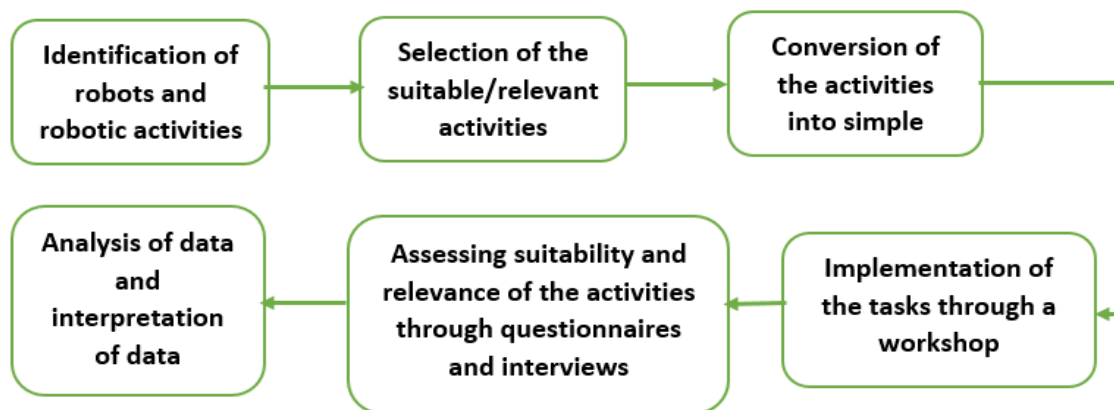 Identification of
robots and
robotic activities
Selection of the
suitable/relevant
activities
Conversion of
the activities
into simple
Implementation of
the tasks through a
workshop
Assessing suitability and
relevance of the activities
through questionnaires
and interviews
Analysis of data
and
interpretation
of data